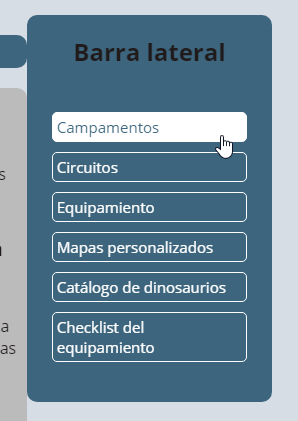 Barra lateral
Campamentos
Circuitos
s
Equipamiento
Mapas personalizados
Catálogo de dinosaurios
a
Checklist del
as
equipamiento